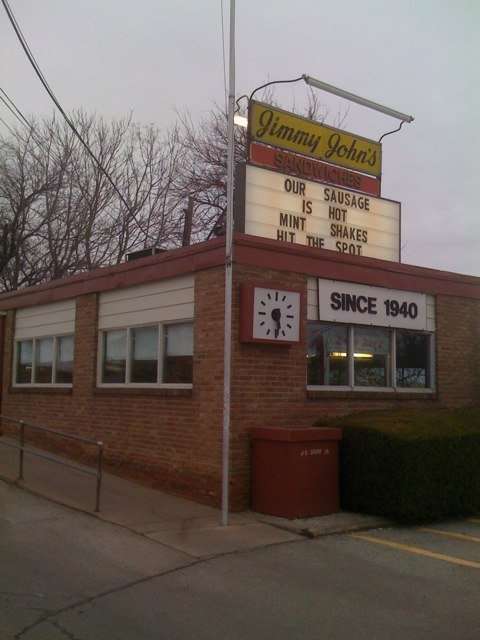 Jimmy John's
SANDWICHES
OUR SAUSAGE
IS HOT
MINT SHAKES
HIT THE SPOT
SINCE 1940